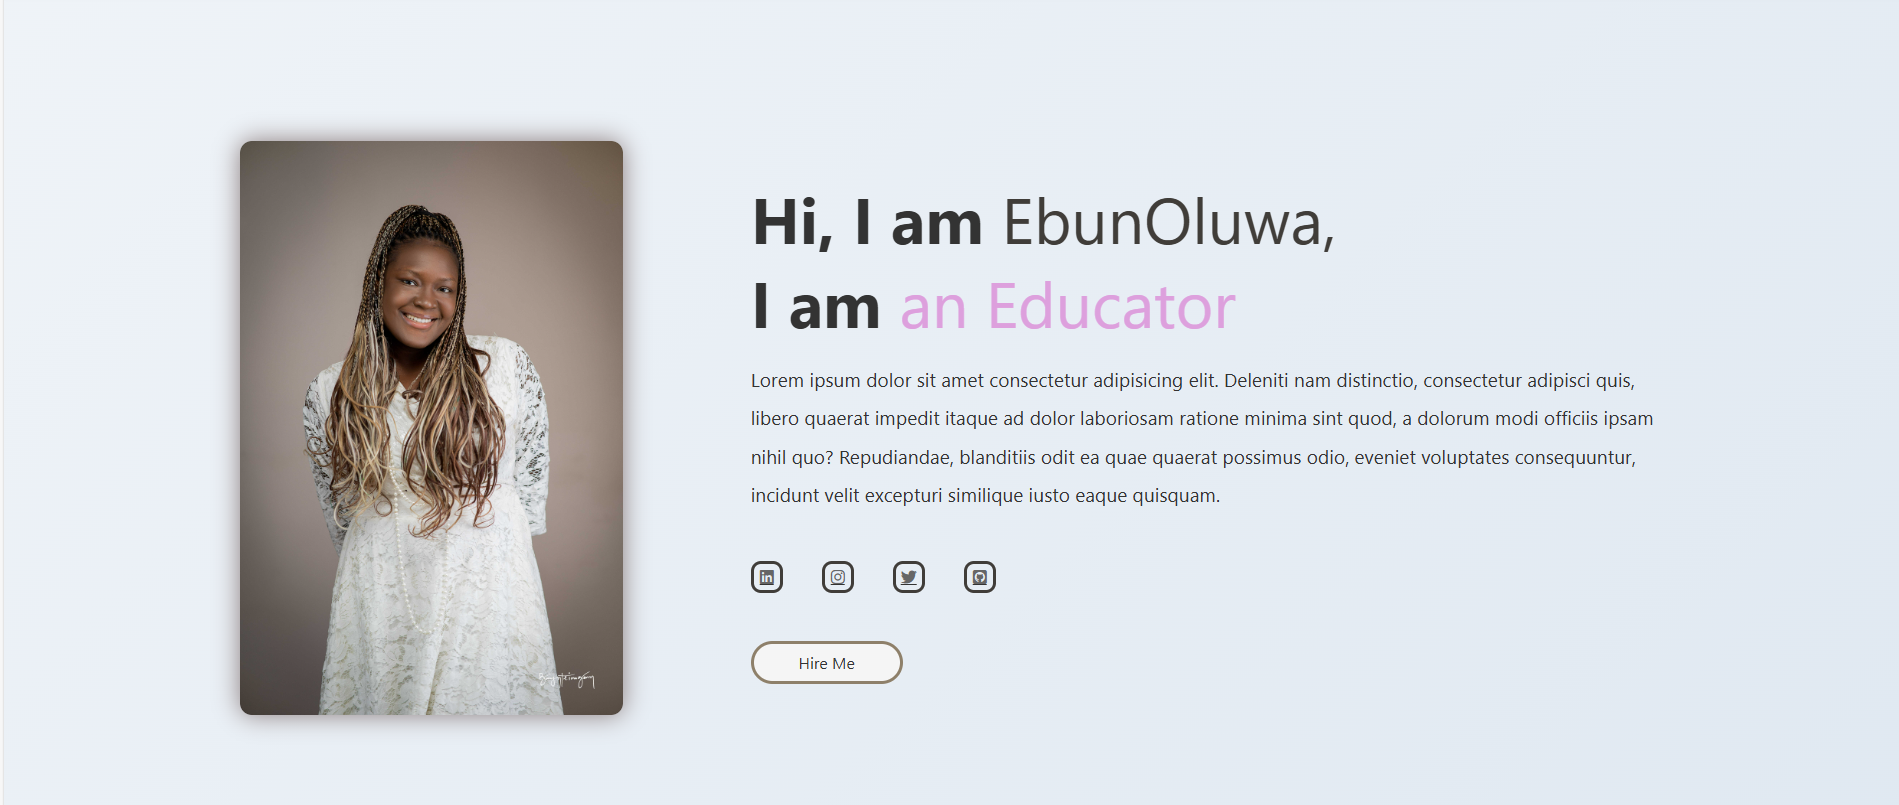 Hi, I am EbunOluwa,
I am an Educator
Lorem ipsum dolor sit amet consectetur adipisicing elit. Deleniti nam distinctio, consectetur adipisci quis,
libero quaerat impedit itaque ad dolor laboriosam ratione minima sint quod, a dolorum modi officiis ipsam
nihil quo? Repudiandae, blanditiis odit ea quae quaerat possimus odio, eveniet voluptates consequuntur,
incidunt velit excepturi similique iusto eaque quisquam.
in
Hire Me